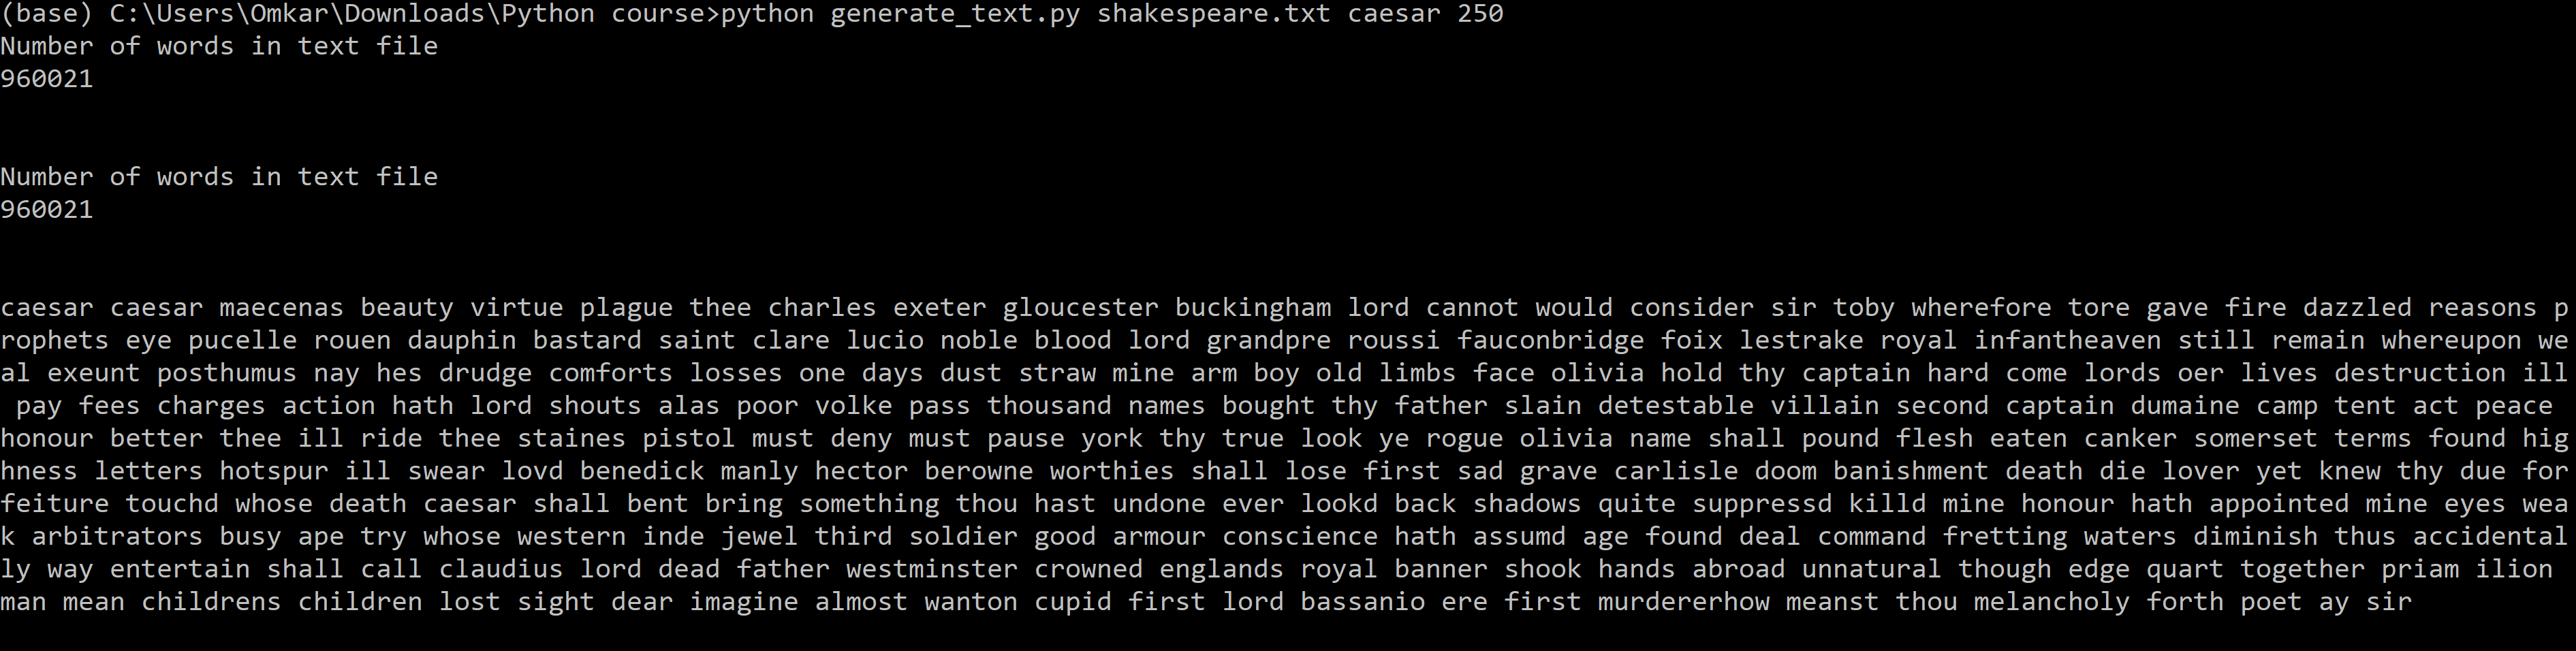 (base) C:\Users\Omkar\Downloads\Python course>python generate_text.py shakespeare.txt caesar 250
Number of words in text file
960021
Number of words in text file
960021
caesar caesar maecenas beauty virtue plague thee charles exeter gloucester buckingham lord cannot would consider sir toby wherefore tore gave fire dazzled reasons p
rophets eye pucelle rouen dauphin bastard saint clare lucio noble blood lord grandpre roussi fauconbridge foix lestrake royal infantheaven still remain whereupon we
al exeunt posthumus nay hes drudge comforts losses one days dust straw mine arm boy old limbs face olivia hold thy captain hard come lords oer lives destruction ill
 pay fees charges action hath lord shouts alas poor volke pass thousand names bought thy father slain detestable villain second captain dumaine camp tent act peace
honour better thee ill ride thee staines pistol must deny must pause york thy true look ye rogue olivia name shall pound flesh eaten canker somerset terms found hig
hness letters hotspur ill swear lovd benedick manly hector berowne worthies shall lose first sad grave carlisle doom banishment death die lover yet knew thy due for
feiture touchd whose death caesar shall bent bring something thou hast undone ever lookd back shadows quite suppressd killd mine honour hath appointed mine eyes wea
k arbitrators busy ape try whose western inde jewel third soldier good armour conscience hath assumd age found deal command fretting waters diminish thus accidental
ly way entertain shall call claudius lord dead father westminster crowned englands royal banner shook hands abroad unnatural though edge quart together priam ilion
man mean childrens children lost sight dear imagine almost wanton cupid first lord bassanio ere first murdererhow meanst thou melancholy forth poet ay sir